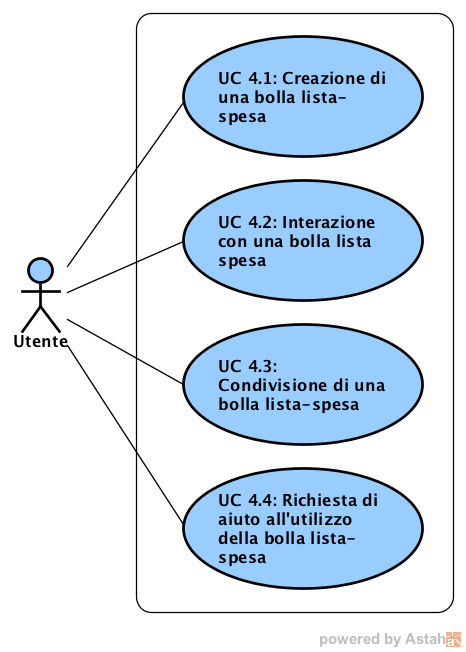 UC 4.1: Creazione di
una bolla lista-
spesa
UC 4.2: Interazione
con una bolla lista
spesa
Utente
UC 4.3:
Condivisione di una
bolla lista-spesa
UC 4.4: Richiesta di
aiuto all'utilizzo
della bolla lista-
spesa
powered by Astah